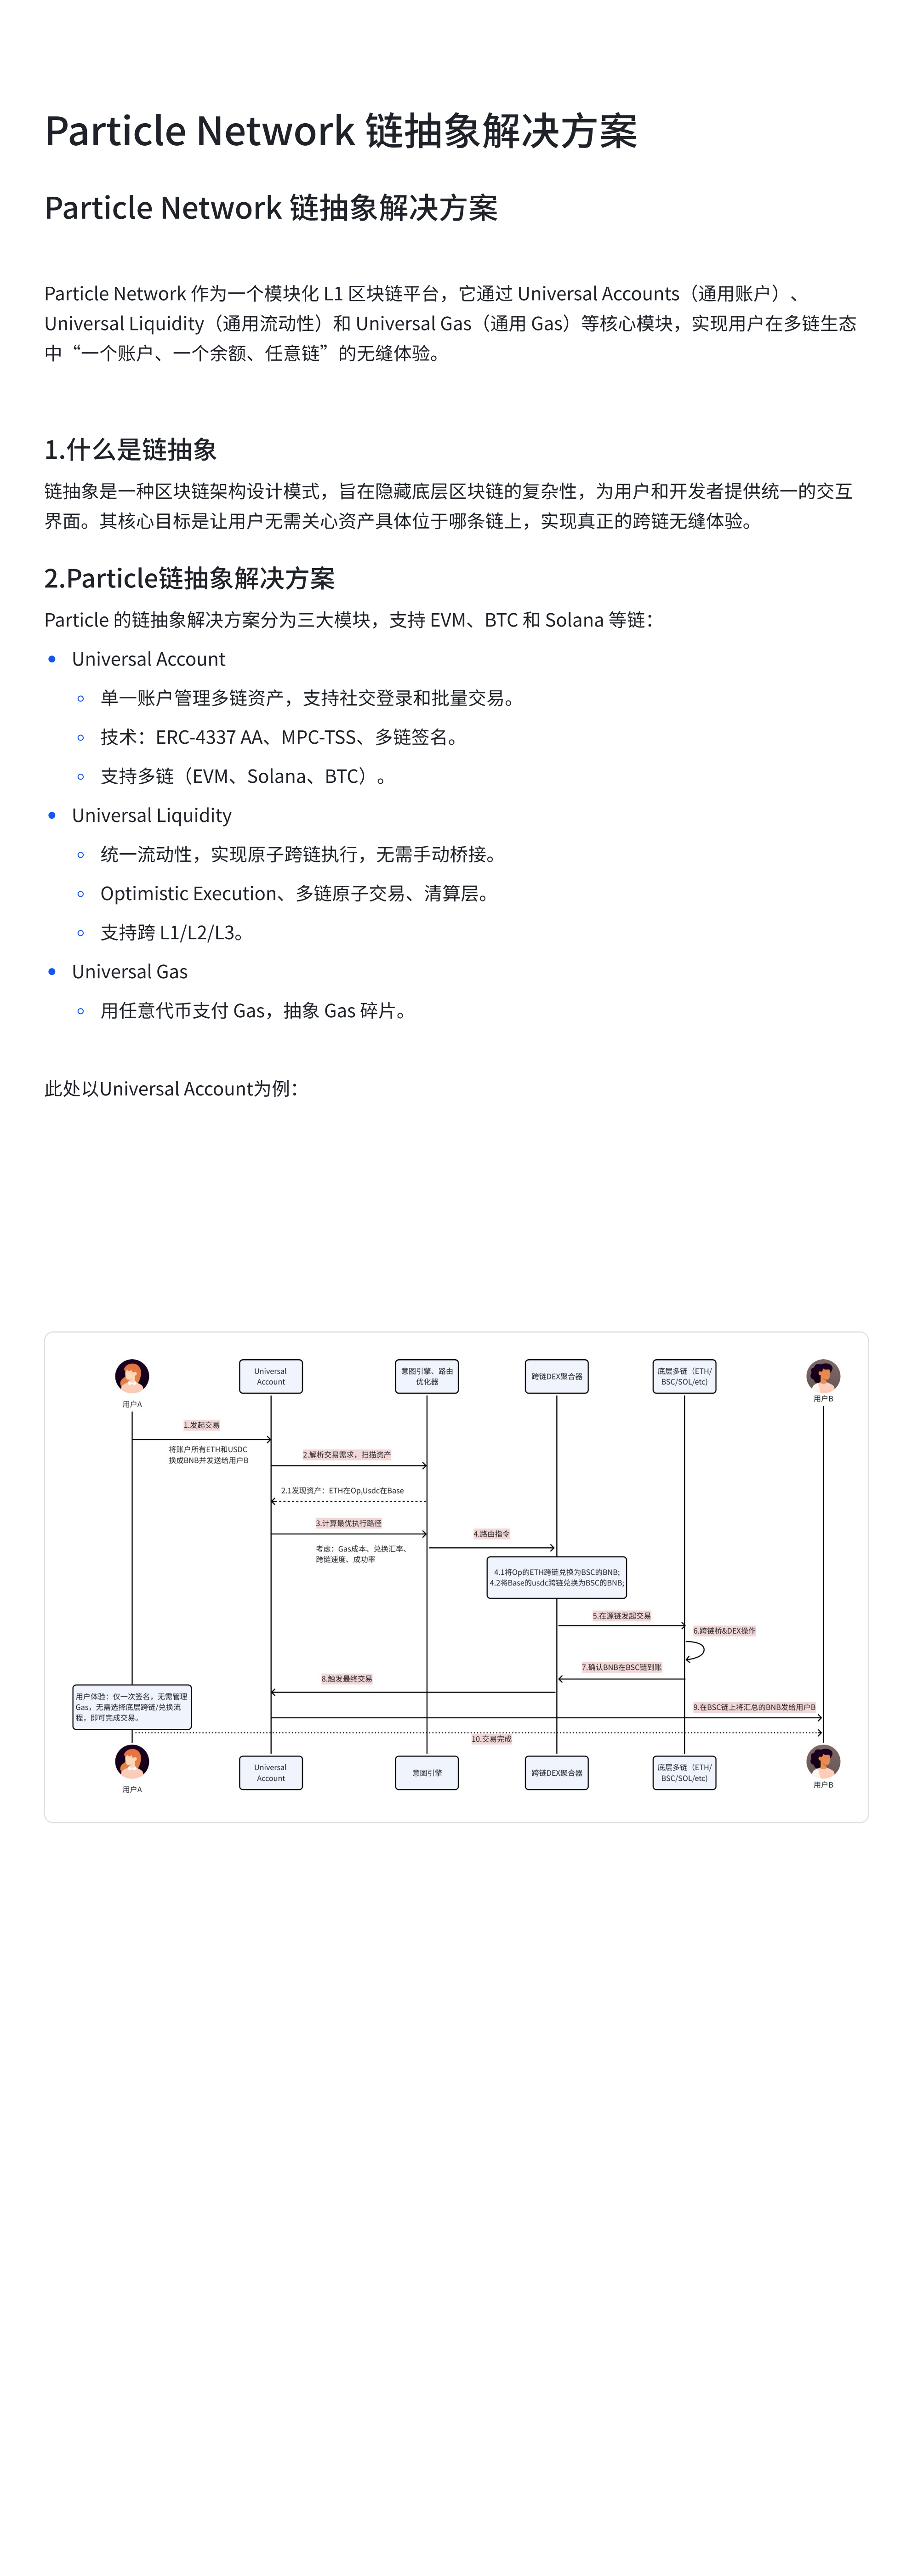 Particle Network 链抽象解决方案
Particle Network 链抽象解决方案
Particle Network 作为一个模块化 L1 区块链平台，它通过 Universal Accounts（通用账户）、
Universal Liquidity（通用流动性）和 Universal Gas（通用 Gas）等核心模块，实现用户在多链生态
中“一个账户、一个余额、任意链”的无缝体验。
1.什么是链抽象
链抽象是一种区块链架构设计模式，旨在隐藏底层区块链的复杂性，为用户和开发者提供统一的交互
界面。其核心目标是让用户无需关心资产具体位于哪条链上，实现真正的跨链无缝体验。
2.Particle链抽象解决方案
Particle 的链抽象解决方案分为三大模块，支持 EVM、BTC 和 Solana 等链：
Universal Account
单一账户管理多链资产，支持社交登录和批量交易。
技术：ERC-4337 AA、MPC-TSS、多链签名。
支持多链（EVM、Solana、BTC）。
Universal Liquidity
统一流动性，实现原子跨链执行，无需手动桥接。
Optimistic Execution、多链原子交易、清算层。
支持跨 L1/L2/L3。
Universal Gas
用任意代币支付 Gas，抽象 Gas 碎片。
此处以Universal Account为例：
用户A
Universal
Account
意图引擎、路由
优化器
跨链DEX聚合器
底层多链（ETH/
BSC/SOL/etc)
用户B
1.发起交易
将账户所有ETH和USDC
换成BNB并发送给用户B
2.解析交易需求，扫描资产
2.1发现资产：ETH在Op,Usdc在Base
3.计算最优执行路径
考虑：Gas成本、兑换汇率、
跨链速度、成功率
4.路由指令
4.1将Op的ETH跨链兑换为BSC的BNB;
4.2将Base的usdc跨链兑换为BSC的BNB;
5.在源链发起交易
6.跨链桥&DEX操作
7.确认BNB在BSC链到账
8.触发最终交易
用户体验：仅一次签名，无需管理
Gas，无需选择底层跨链/兑换流
程，即可完成交易。
9.在BSC链上将汇总的BNB发给用户B
10.交易完成
用户A
Universal
Account
意图引擎
跨链DEX聚合器
底层多链（ETH/
BSC/SOL/etc)
用户B